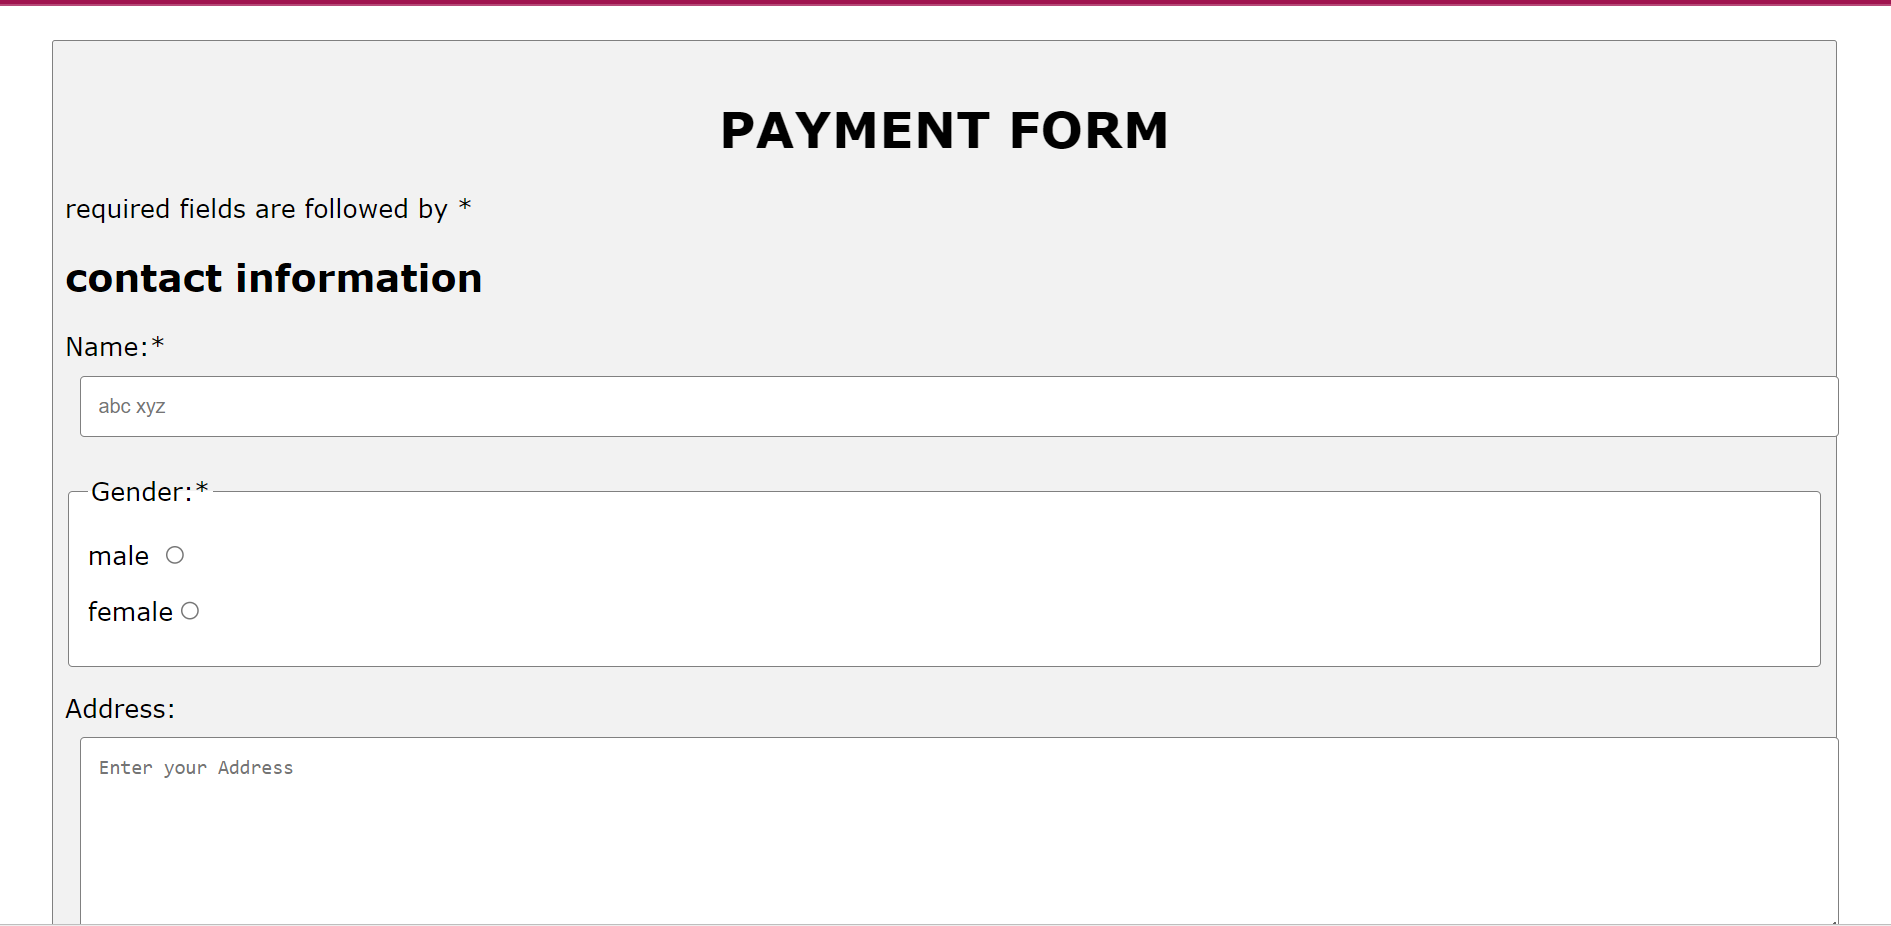 PAYMENT FORM
required fields are followed by *
contact information
Name:*
abc xyz
Gender:*
male
female
Address:
Enter your Address